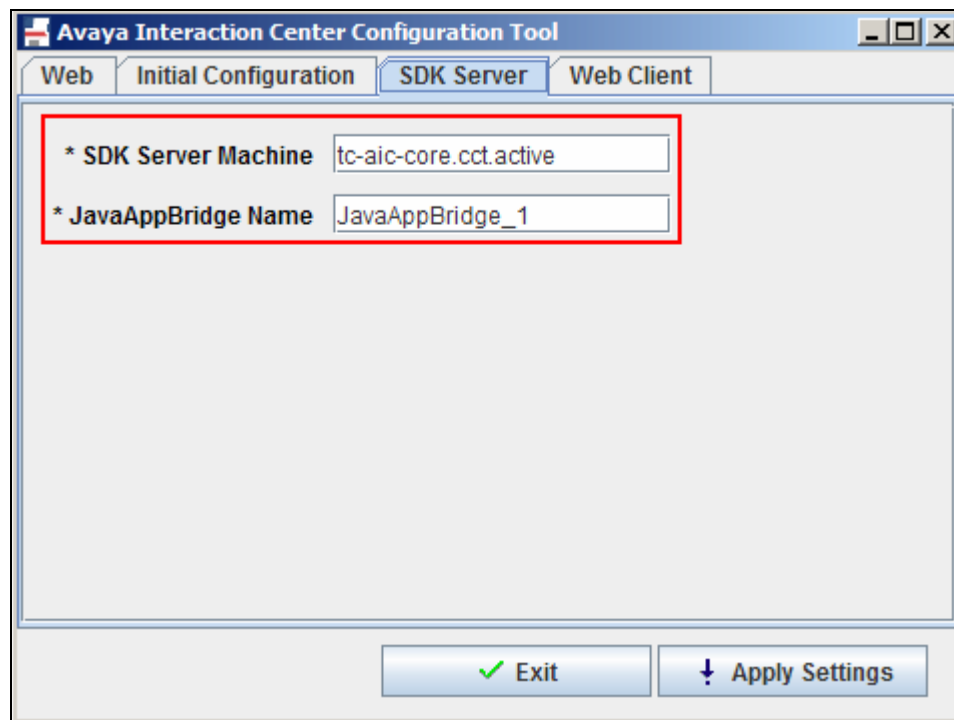 Avaya Interaction Center Configuration Tool
Web Initial Configuration SDK Server Web Client
* SDK Server Machine tc-aic-core.cct.active
* JavaAppBridge Name JavaAppBridge_1
Exit Apply Settings